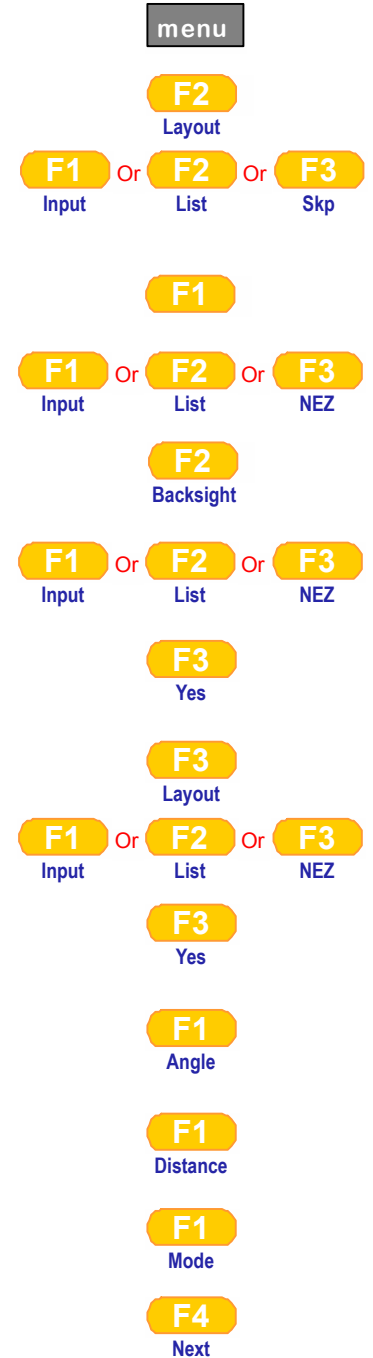 menu
F2
Layout
F1 Or F2 Or F3
Input List Skp
F1
F1 Or F2 Or F3
Input List NEZ
F2
Backsight
F1 Or F2 Or F3
Input List NEZ
F3
Yes
F3
Layout
F1 Or F2 Or F3
Input List NEZ
F3
Yes
F1
Angle
F1
Distance
F1
Mode
F4
Next